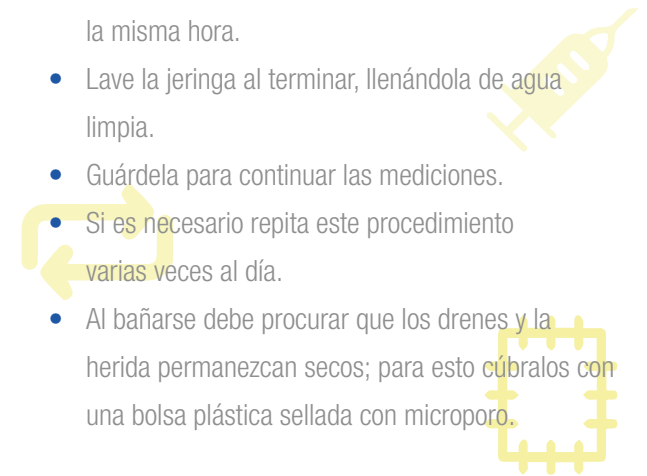 la misma hora.
• Lave la jeringa al terminar, llenándola de agua
limpia.
• Guárdela para continuar las mediciones.
• Si es necesario repita este procedimiento
varias veces al día.
• Al bañarse debe procurar que los drenes y la
herida permanezcan secos; para esto cúbralos con
una bolsa plástica sellada con microporo.